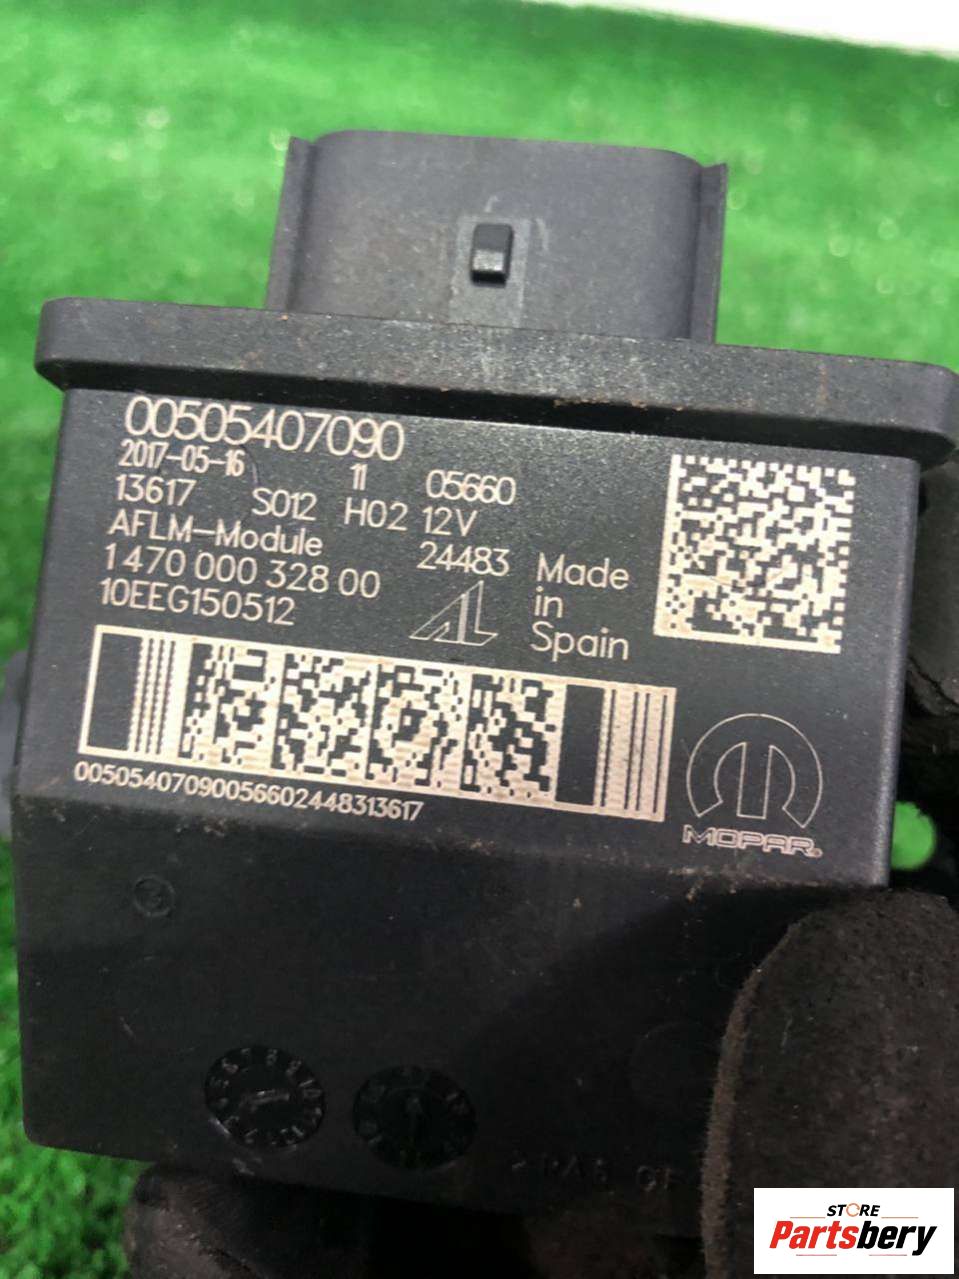 00505407090
2017-05-16 11 05660
13617 S012 H02 12V
AFLM-Module 24483 Made
1 470 000 328 00 in
10EEG150512 AL Spain
00505407090056602448313617
MOPAR®
STORE
Partsbery